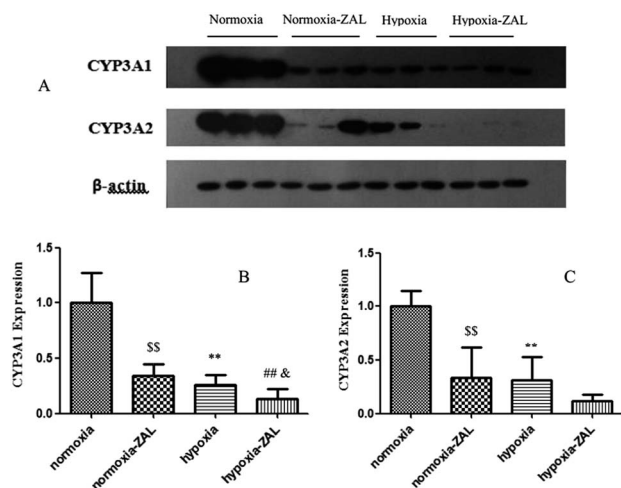 Normoxia Normoxia-ZAL Hypoxia Hypoxia-ZAL
CYP3A1
A
CYP3A2
β-actin
B
CYP3A1 Expression
1.5
1.0
0.5
0.0
$$
**
## &
normoxia
normoxia-ZAL
hypoxia
hypoxia-ZAL
C
CYP3A2 Expression
1.5
1.0
0.5
0.0
$$
**
normoxia
normoxia-ZAL
hypoxia
hypoxia-ZAL